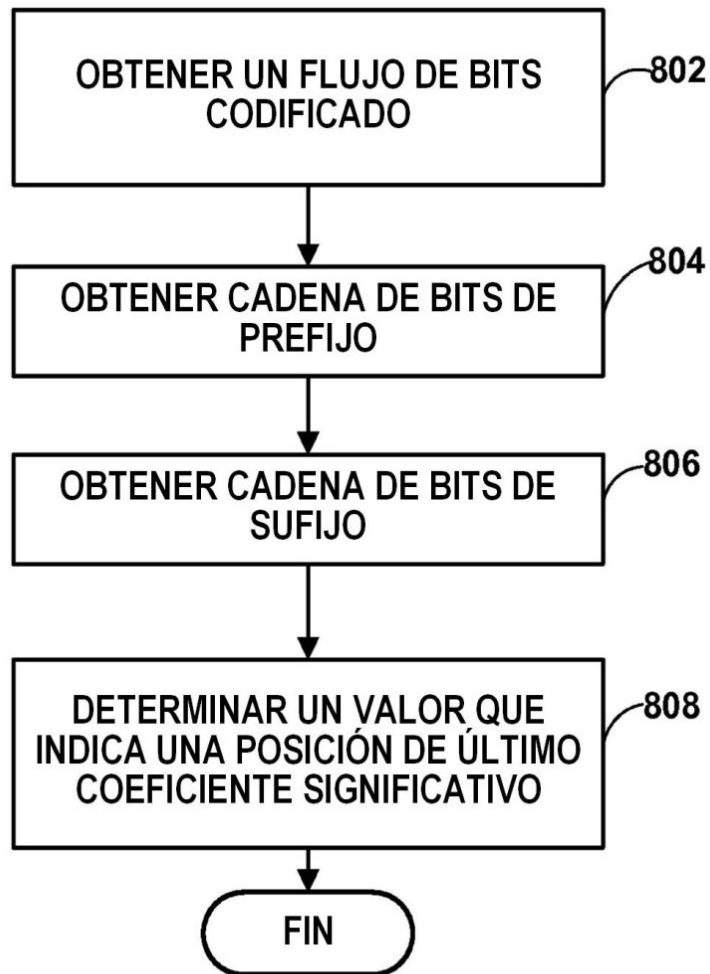 OBTENER UN FLUJO DE BITS
CODIFICADO
802
OBTENER CADENA DE BITS DE
PREFIJO
804
OBTENER CADENA DE BITS DE
SUFIJO
806
DETERMINAR UN VALOR QUE
INDICA UNA POSICIÓN DE ÚLTIMO
COEFICIENTE SIGNIFICATIVO
808
FIN